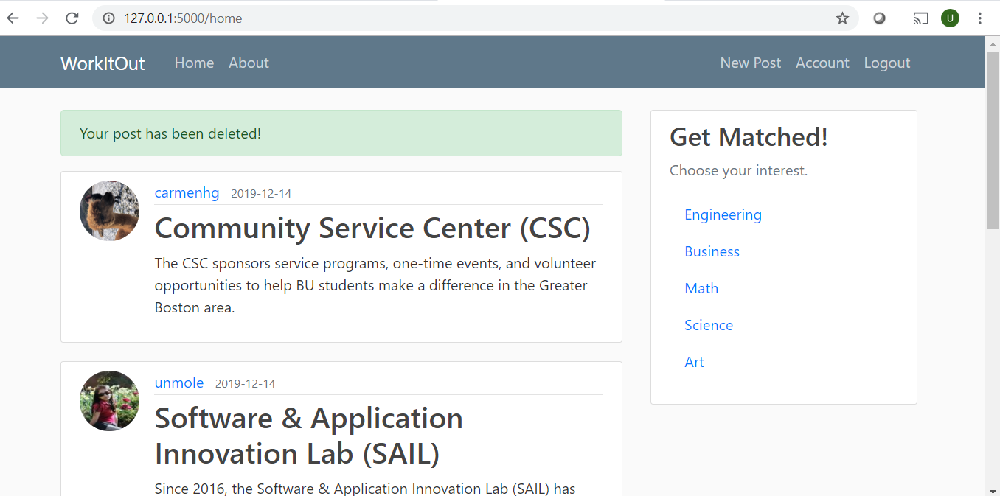 127.0.0.1:5000/home
U
WorkItOut Home About New Post Account Logout
Your post has been deleted!
carmenhg 2019-12-14
Community Service Center (CSC)
The CSC sponsors service programs, one-time events, and volunteer
opportunities to help BU students make a difference in the Greater
Boston area.
unmole 2019-12-14
Software & Application
Innovation Lab (SAIL)
Since 2016, the Software & Application Innovation Lab (SAIL) has
Get Matched!
Choose your interest.
Engineering
Business
Math
Science
Art